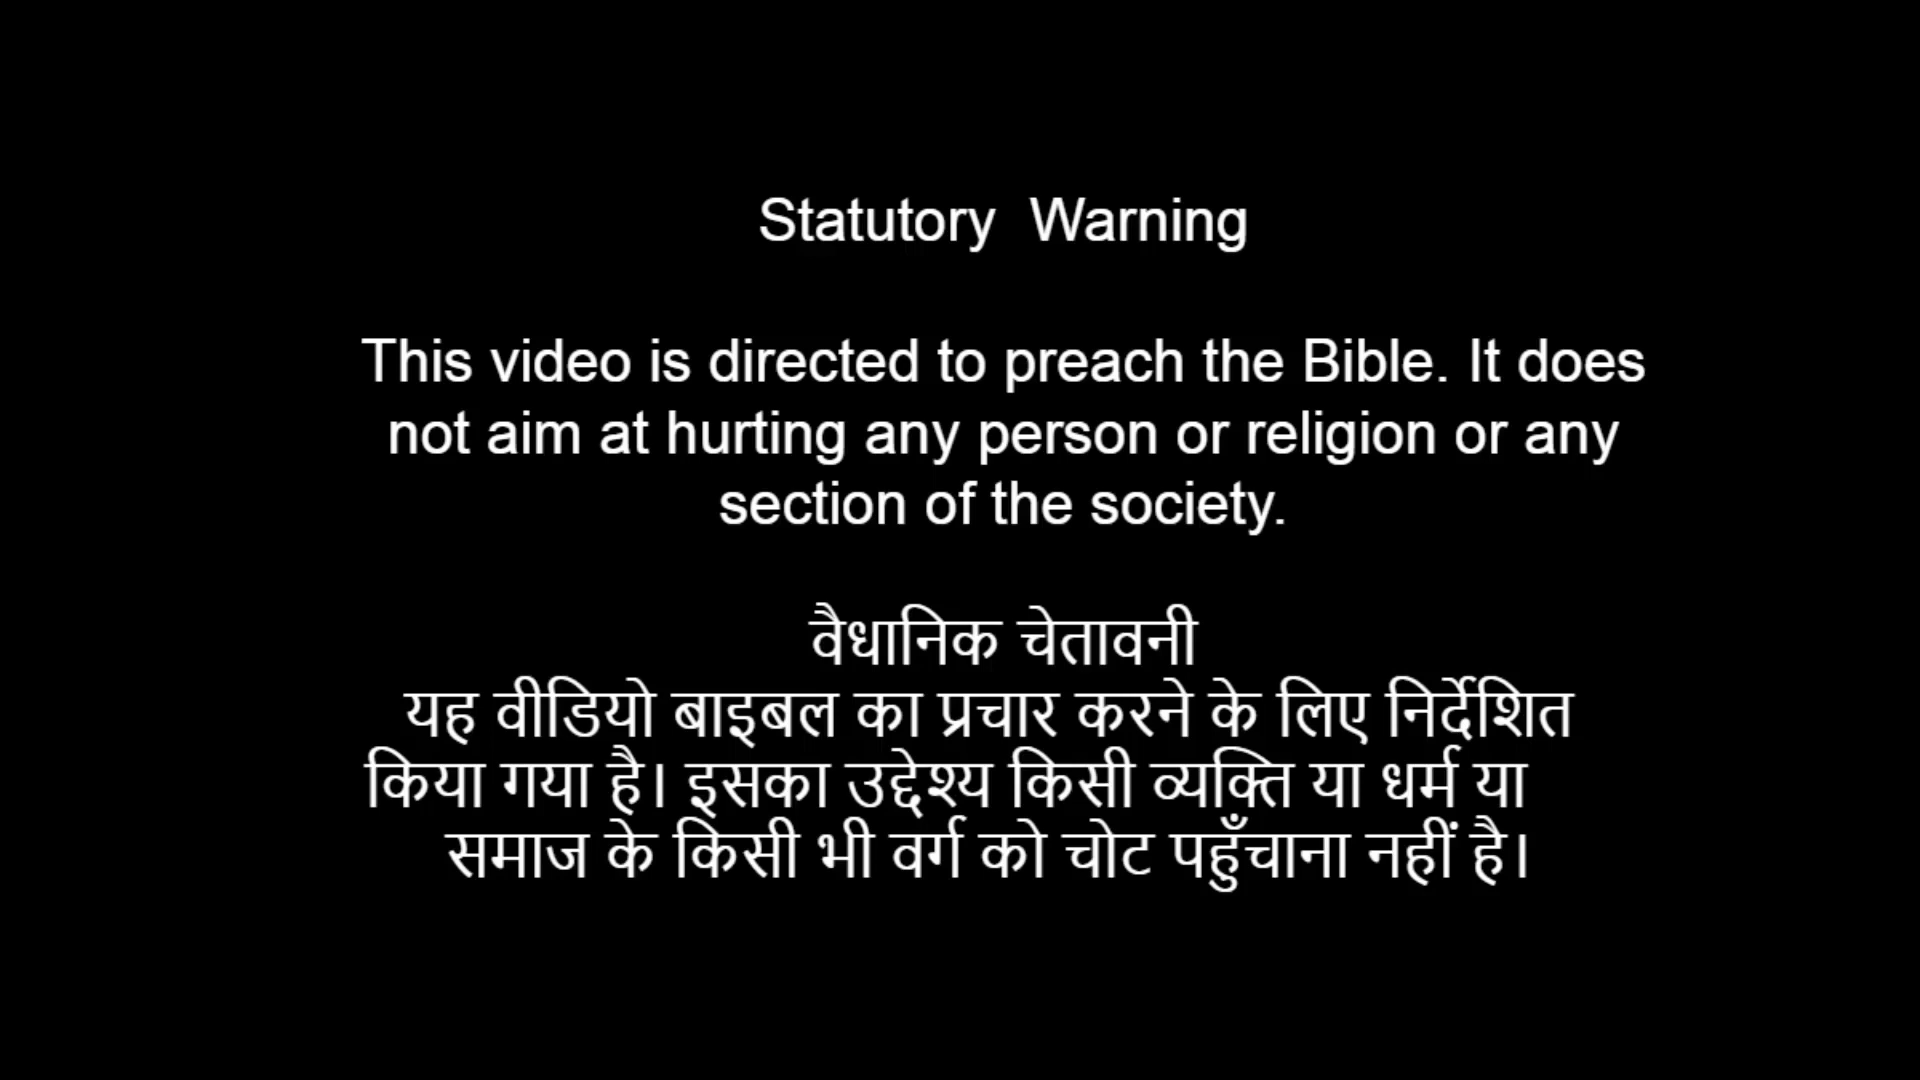 Statutory  Warning
This video is directed to preach the Bible. It does
not aim at hurting any person or religion or any
section of the society.
वैधानिक चेतावनी
यह वीडियो बाइबल का प्रचार करने के लिए निर्देशित
किया गया है। इसका उद्देश्य किसी व्यक्ति या धर्म या
समाज के किसी भी वर्ग को चोट पहुँचाना नहीं है।